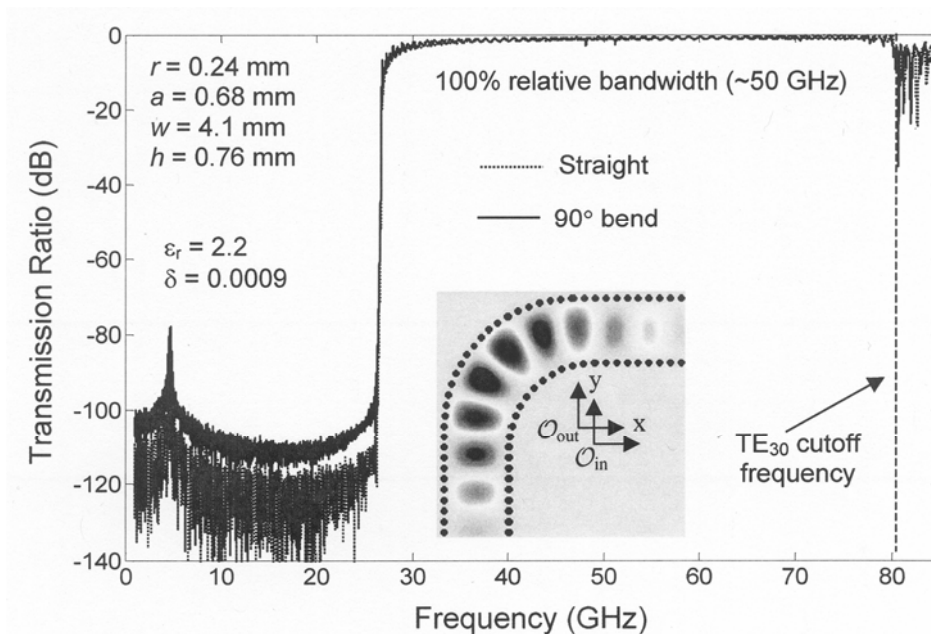 r = 0.24 mm
a = 0.68 mm
w = 4.1 mm
h = 0.76 mm
100% relative bandwidth (~50 GHz)
Straight
90° bend
εr = 2.2
δ = 0.0009
y
x
𝒪out
𝒪in
TE30 cutoff
frequency
Transmission Ratio (dB)
0
-20
-40
-60
-80
-100
-120
-140
0
10
20
30
40
50
60
70
80
Frequency (GHz)